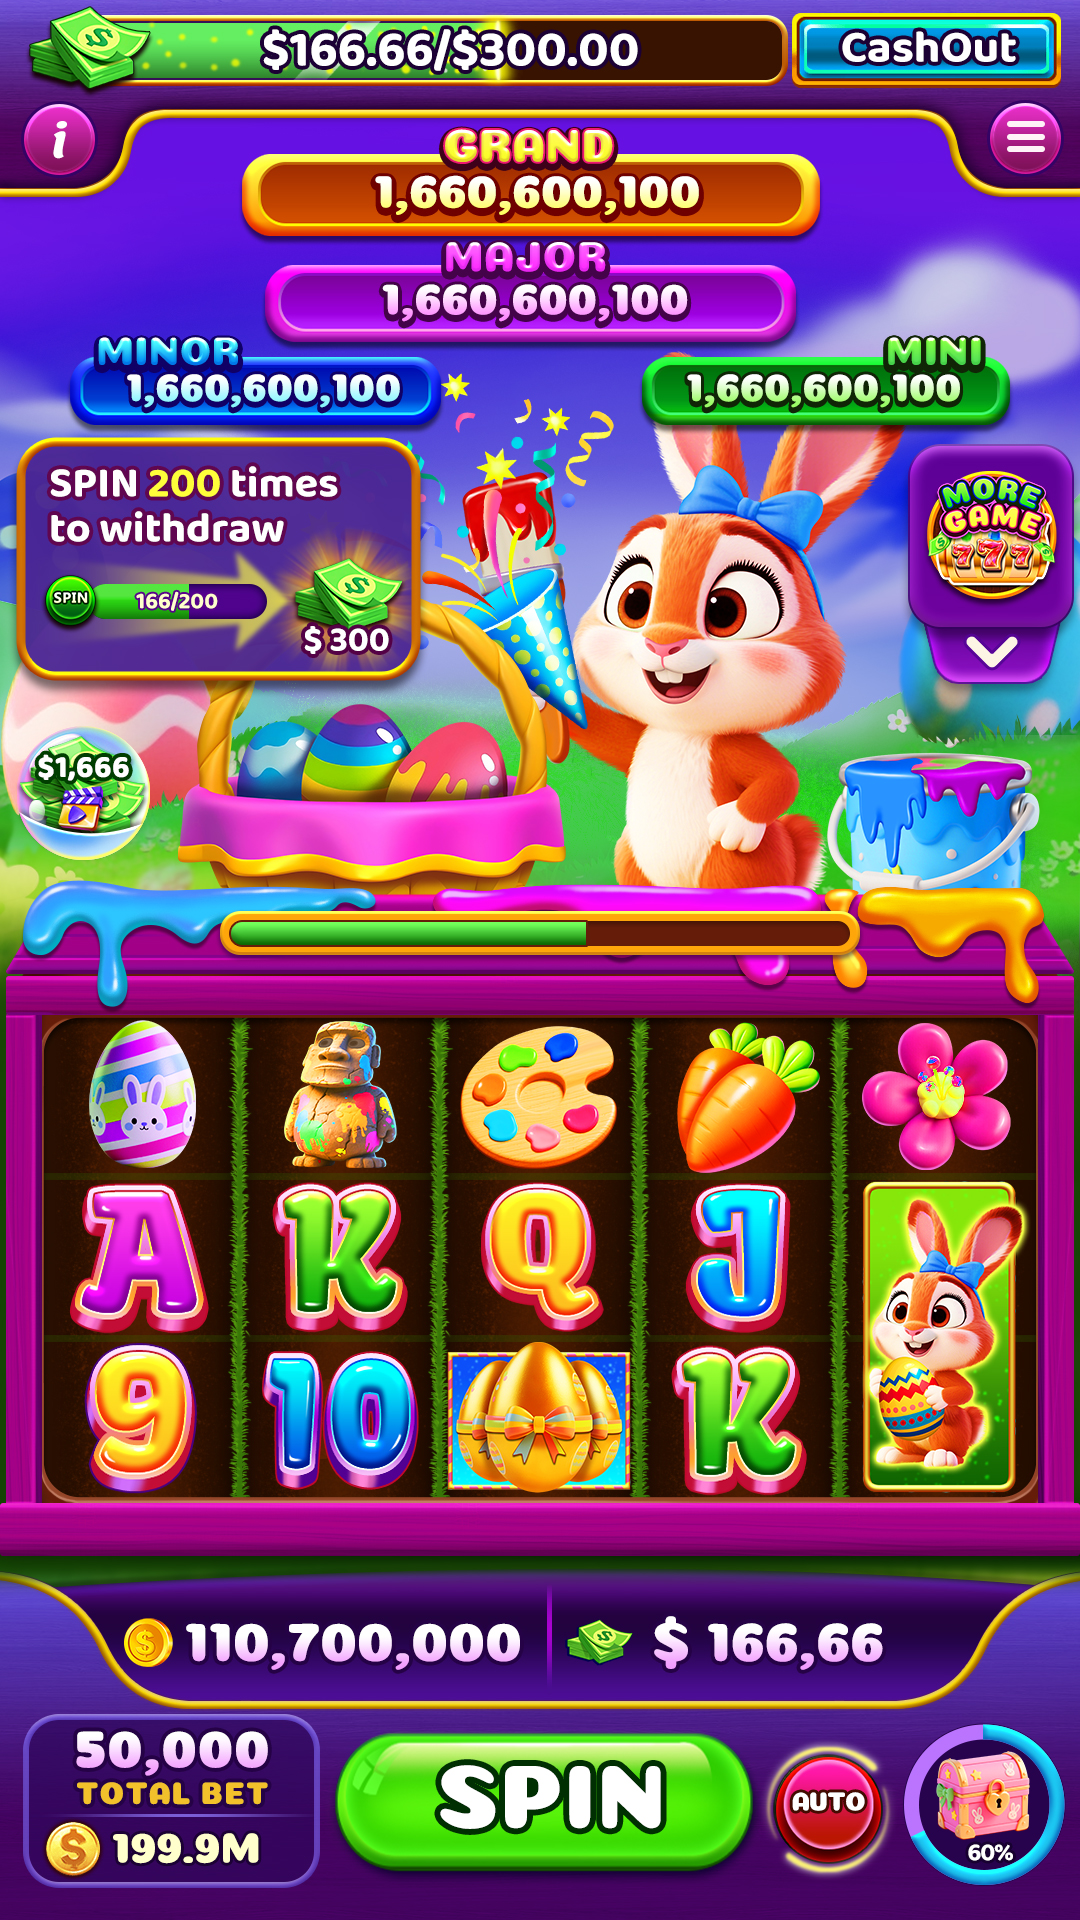 $166.66/$300.00
CashOut
i
GRAND
1,660,600,100
MAJOR
1,660,600,100
MINOR
1,660,600,100
MINI
1,660,600,100
SPIN 200 times
to withdraw
SPIN
166/200
$ 300
MORE
GAME
777
$1,666
A K Q J
9 10 K
110,700,000
$ 166,66
50,000
TOTAL BET
199.9M
SPIN
AUTO
60%